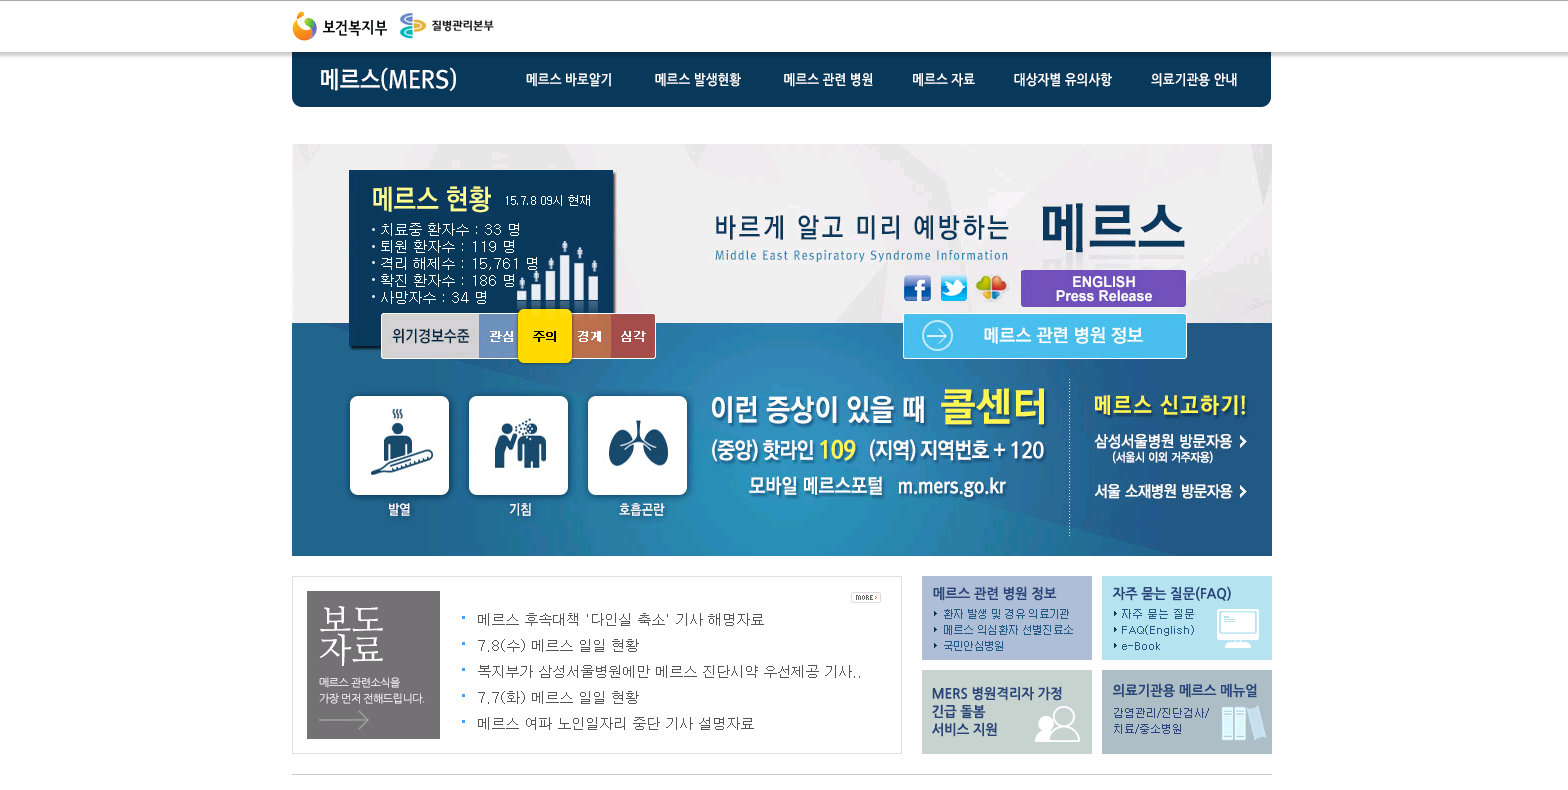 보건복지부 질병관리본부
메르스(MERS) 메르스 바로알기 메르스 발생현황 메르스 관련 병원 메르스 자료 대상자별 유의사항 의료기관용 안내
메르스 현황 15.7.8 09시 현재
치료중 환자수 : 33 명
퇴원 환자수 : 119 명
격리 해제수 : 15,761 명
확진 환자수 : 186 명
사망자수 : 34 명
위기경보수준 관심 주의 경계 심각
바르게 알고 미리 예방하는 메르스
Middle East Respiratory Syndrome Information
ENGLISH
Press Release
메르스 관련 병원 정보
발열 기침 호흡곤란
이런 증상이 있을 때 콜센터
(중앙) 핫라인 109 (지역) 지역번호 + 120
모바일 메르스포털 m.mers.go.kr
메르스 신고하기!
삼성서울병원 방문자용
(서울시 이외 거주자용)
서울 소재병원 방문자용
보도
자료
메르스 관련소식을
가장 먼저 전해드립니다.
MORE
메르스 후속대책 '다인실 축소' 기사 해명자료
7.8(수) 메르스 일일 현황
복지부가 삼성서울병원에만 메르스 진단시약 우선제공 기사..
7.7(화) 메르스 일일 현황
메르스 여파 노인일자리 중단 기사 설명자료
메르스 관련 병원 정보
환자 발생 및 경유 의료기관
메르스 의심환자 선별진료소
국민안심병원
자주 묻는 질문(FAQ)
자주 묻는 질문
FAQ(English)
e-Book
MERS 병원격리자 가정
긴급 돌봄
서비스 지원
의료기관용 메르스 메뉴얼
감염관리/진단검사/
치료/중소병원